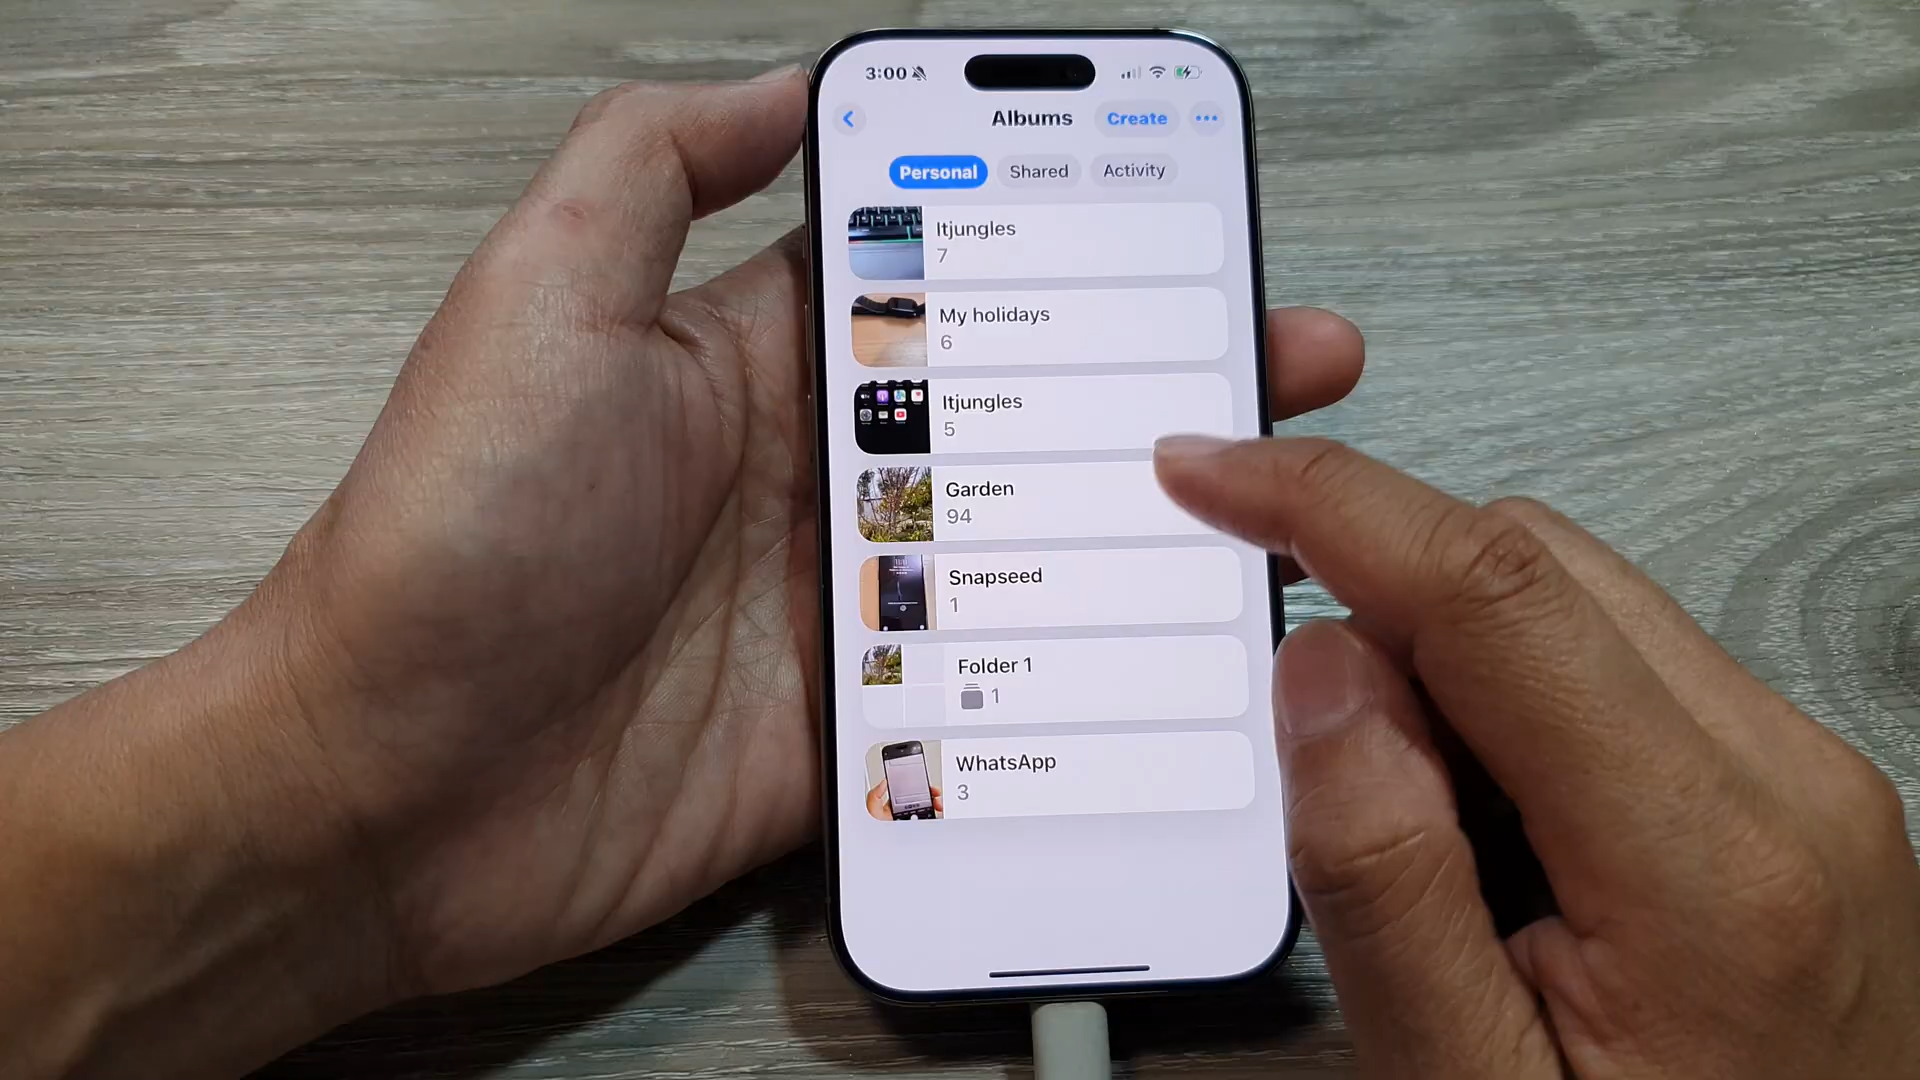 3:00
Albums
Create
Personal
Shared
Activity
Itjungles
7
My holidays
6
Itjungles
5
Garden
94
Snapseed
1
Folder 1
1
WhatsApp
3